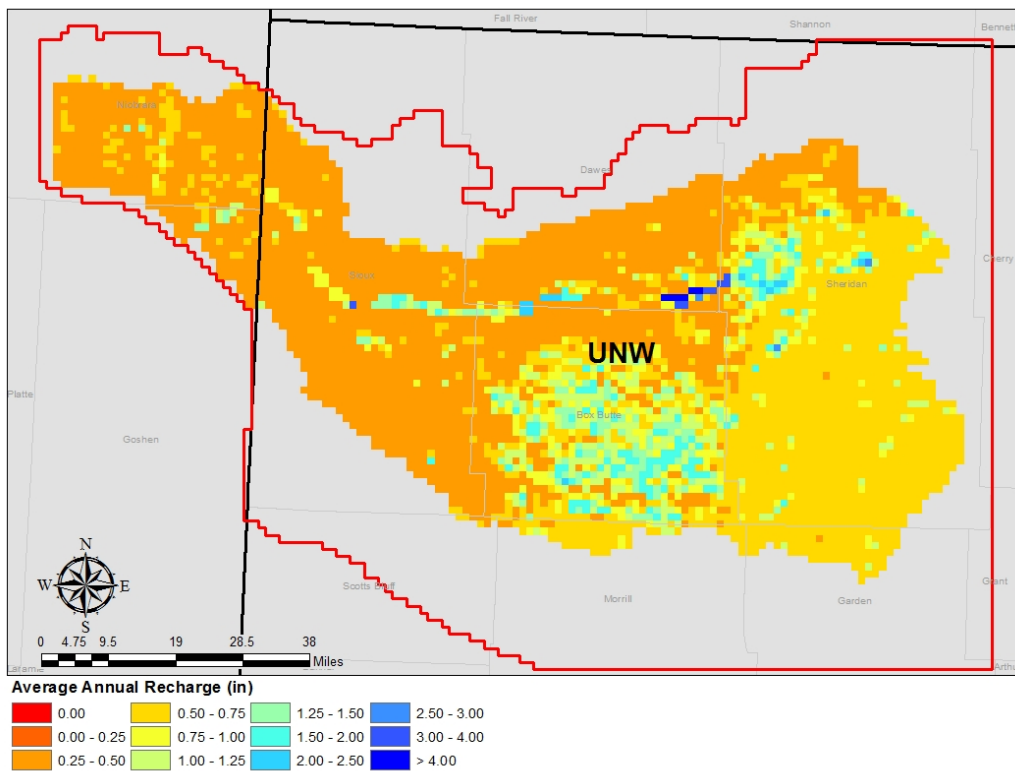 Fall River
Shannon
Bennett
Niobrara
Dawes
Cherry
Sioux
Sheridan
UNW
Platte
Box Butte
Goshen
N
W E
S
Scotts Bluff
Morrill
Garden
Grant
0 4.75 9.5 19 28.5 38
Miles
Laramie
Arthu
Average Annual Recharge (in)
0.00 0.50 - 0.75 1.25 - 1.50 2.50 - 3.00
0.00 - 0.25 0.75 - 1.00 1.50 - 2.00 3.00 - 4.00
0.25 - 0.50 1.00 - 1.25 2.00 - 2.50 > 4.00